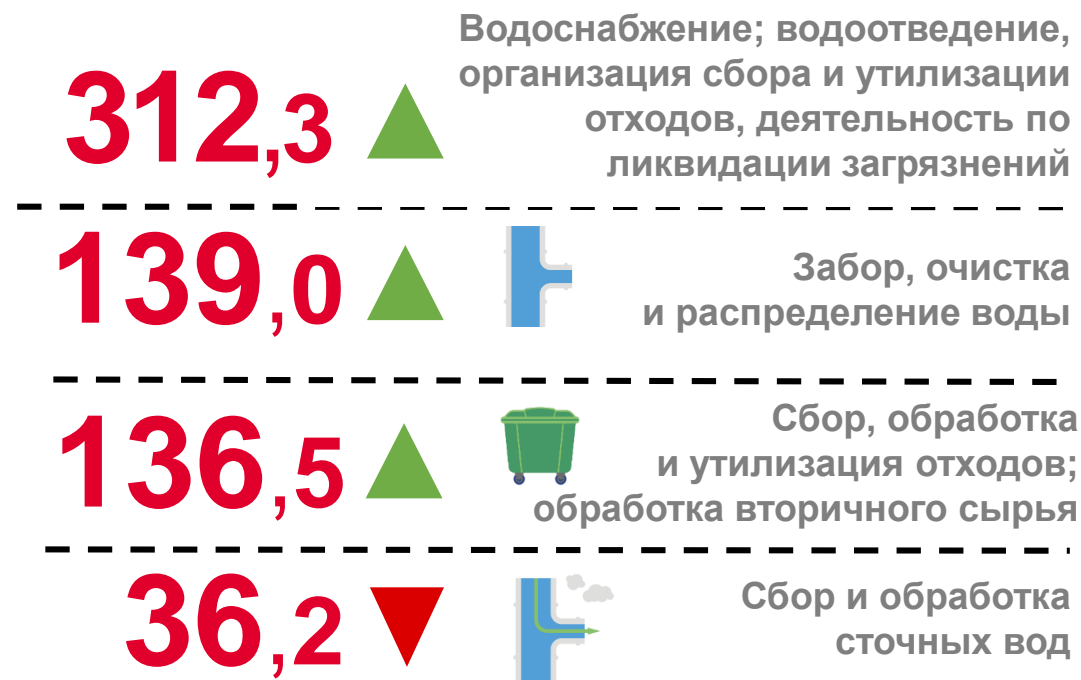 312,3
Водоснабжение; водоотведение,
организация сбора и утилизации
отходов, деятельность по
ликвидации загрязнений
139,0
Забор, очистка
и распределение воды
136,5
Сбор, обработка
и утилизация отходов;
обработка вторичного сырья
36,2
Сбор и обработка
сточных вод